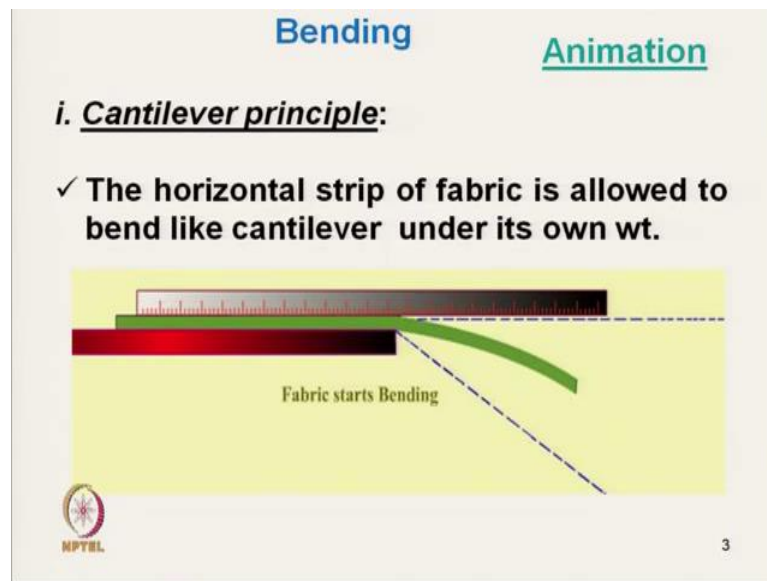 Bending
Animation
i. Cantilever principle:
✓ The horizontal strip of fabric is allowed to
bend like cantilever under its own wt.
Fabric starts Bending
NPTEL
3